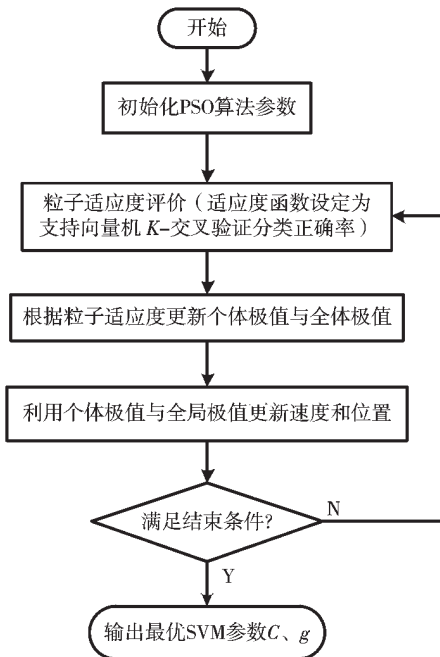 开始
初始化PSO算法参数
粒子适应度评价（适应度函数设定为
支持向量机K-交叉验证分类正确率）
根据粒子适应度更新个体极值与全体极值
利用个体极值与全局极值更新速度和位置
满足结束条件?
N
Y
输出最优SVM参数C、g